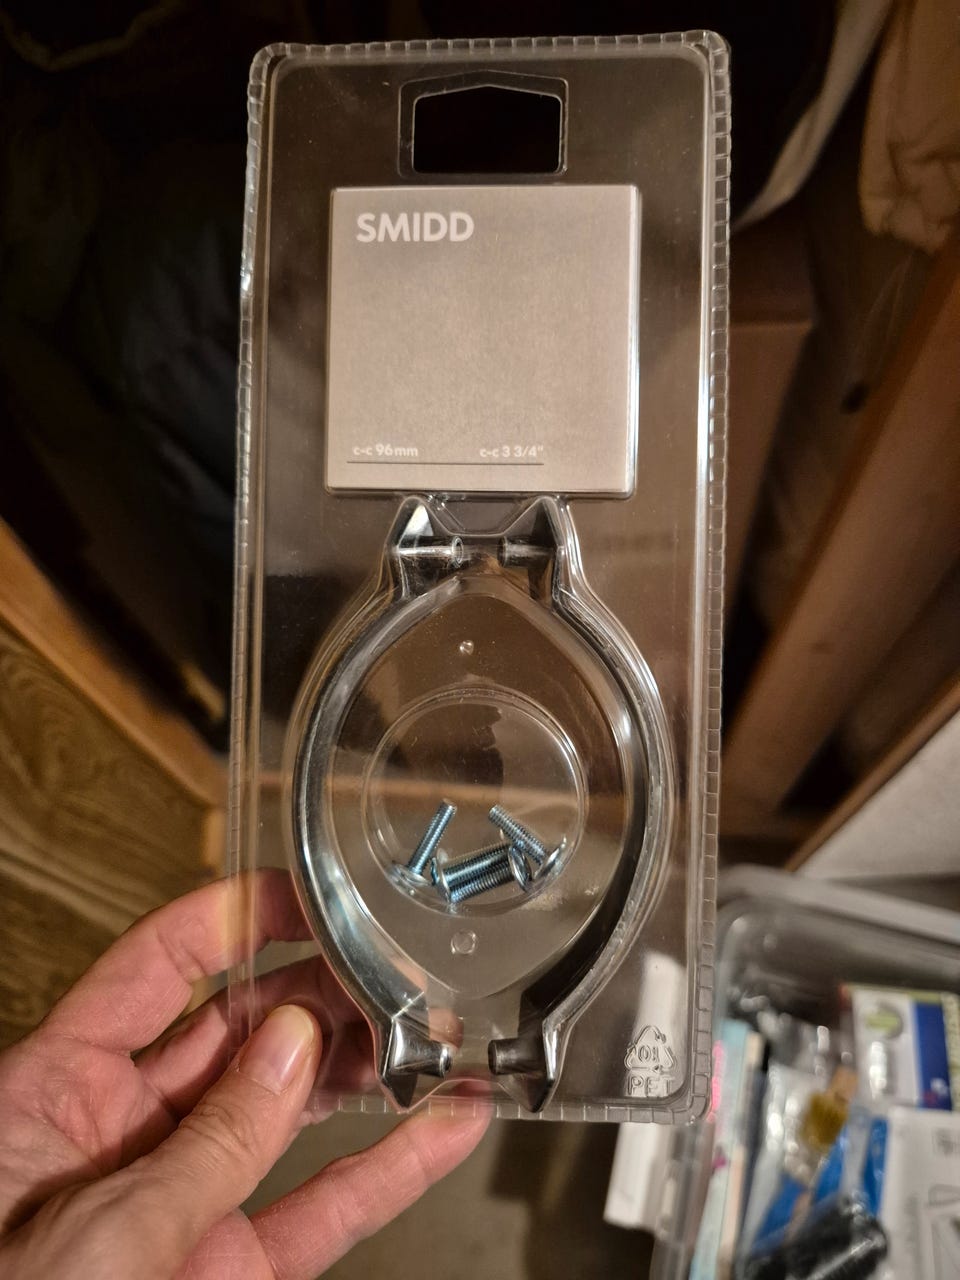 SMIDD
c-c 96mm c-c 3 3/4"
01
PET